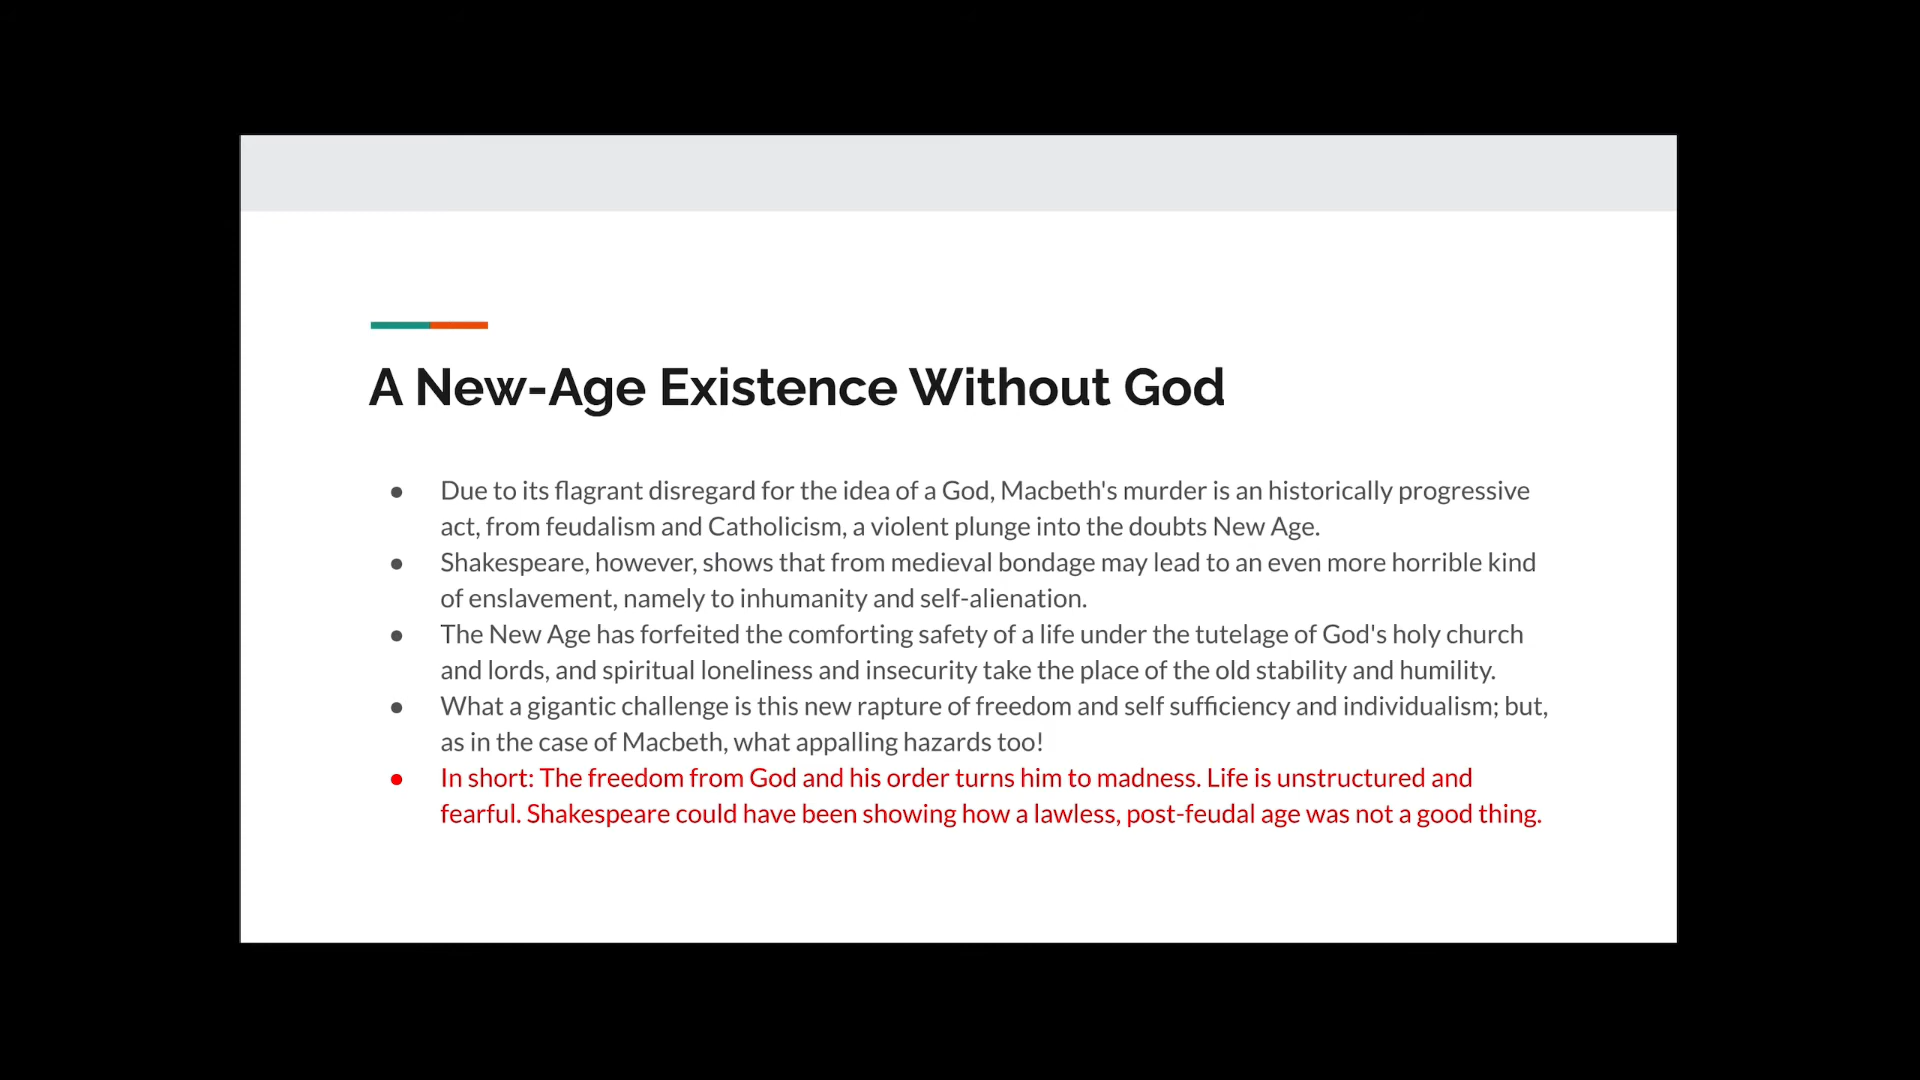 A New-Age Existence Without God
● Due to its flagrant disregard for the idea of a God, Macbeth's murder is an historically progressive
act, from feudalism and Catholicism, a violent plunge into the doubts New Age.
● Shakespeare, however, shows that from medieval bondage may lead to an even more horrible kind
of enslavement, namely to inhumanity and self-alienation.
● The New Age has forfeited the comforting safety of a life under the tutelage of God's holy church
and lords, and spiritual loneliness and insecurity take the place of the old stability and humility.
● What a gigantic challenge is this new rapture of freedom and self sufficiency and individualism; but,
as in the case of Macbeth, what appalling hazards too!
● In short: The freedom from God and his order turns him to madness. Life is unstructured and
fearful. Shakespeare could have been showing how a lawless, post-feudal age was not a good thing.